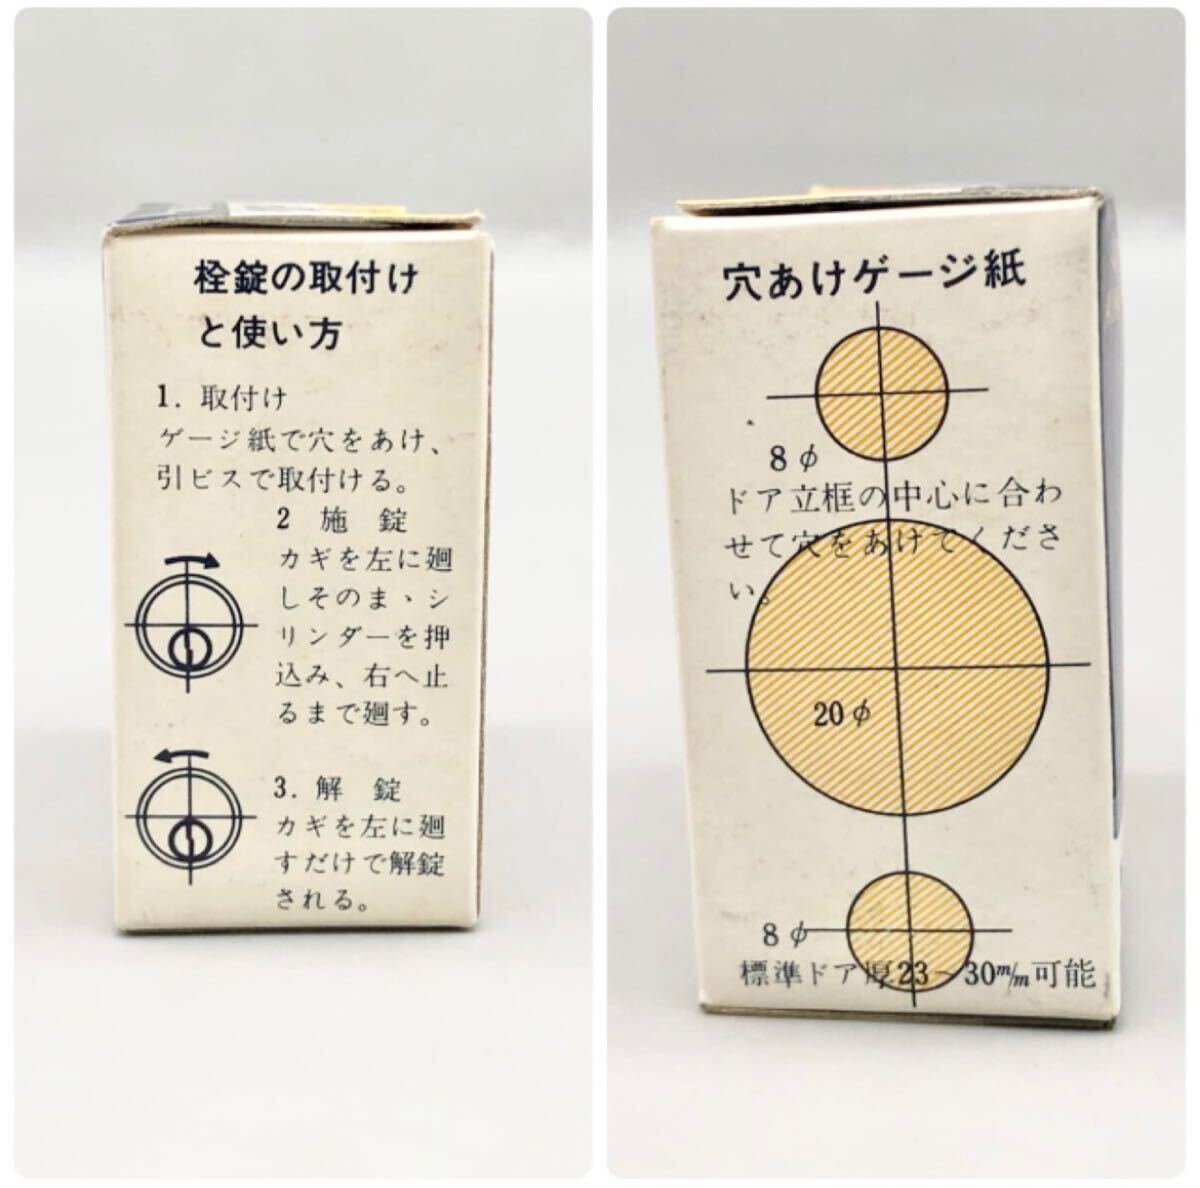 栓錠の取付け
と使い方
1. 取付け
ゲージ紙で穴をあけ、
引ビスで取付ける。
2 施 錠
カギを左に廻
しそのまゝシ
リンダーを押
込み、右へ止
るまで廻す。
3. 解 錠
カギを左に廻
すだけで解錠
される。
穴あけゲージ紙
8φ
ドア立框の中心に合わ
せて穴をあけてくださ
い。
20φ
8φ
標準ドア厚23～30m/m可能